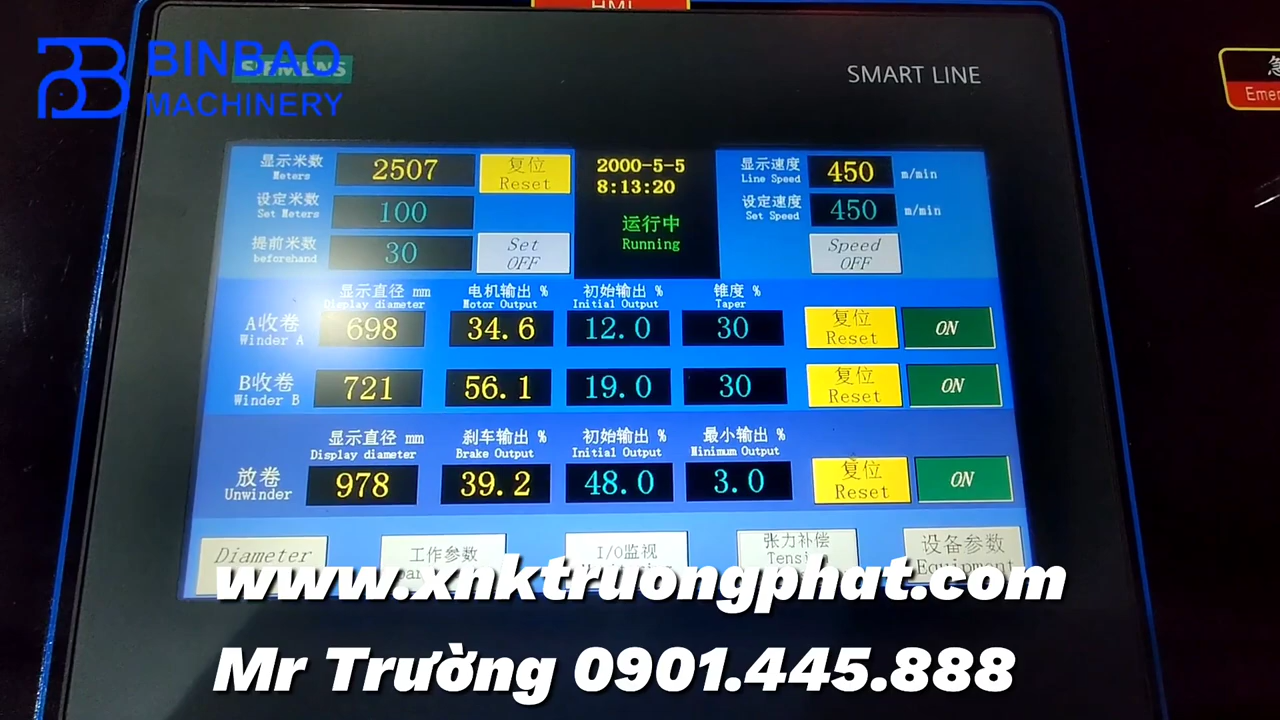 HMI
BINBAO
MACHINERY
SIEMENS
SMART LINE
急
Emer
显示米数
Meters
2507
复位
Reset
2000-5-5
8:13:20
显示速度
Line Speed
450
m/min
设定米数
Set Meters
100
运行中
Running
设定速度
Set Speed
450
m/min
提前米数
beforehand
30
Set
OFF
Speed
OFF
显示直径 mm
Display diameter
电机输出 %
Motor Output
初始输出 %
Initial Output
锥度 %
Taper
A收卷
Winder A
698
34.6
12.0
30
复位
Reset
ON
B收卷
Winder B
721
56.1
19.0
30
复位
Reset
ON
显示直径 mm
Display diameter
刹车输出 %
Brake Output
初始输出 %
Initial Output
最小输出 %
Minimum Output
放卷
Unwinder
978
39.2
48.0
3.0
复位
Reset
ON
Diameter
工作参数
I/O监视
张力补偿
设备参数
Equipment
www.xnktruongphat.com
Mr Trường 0901.445.888